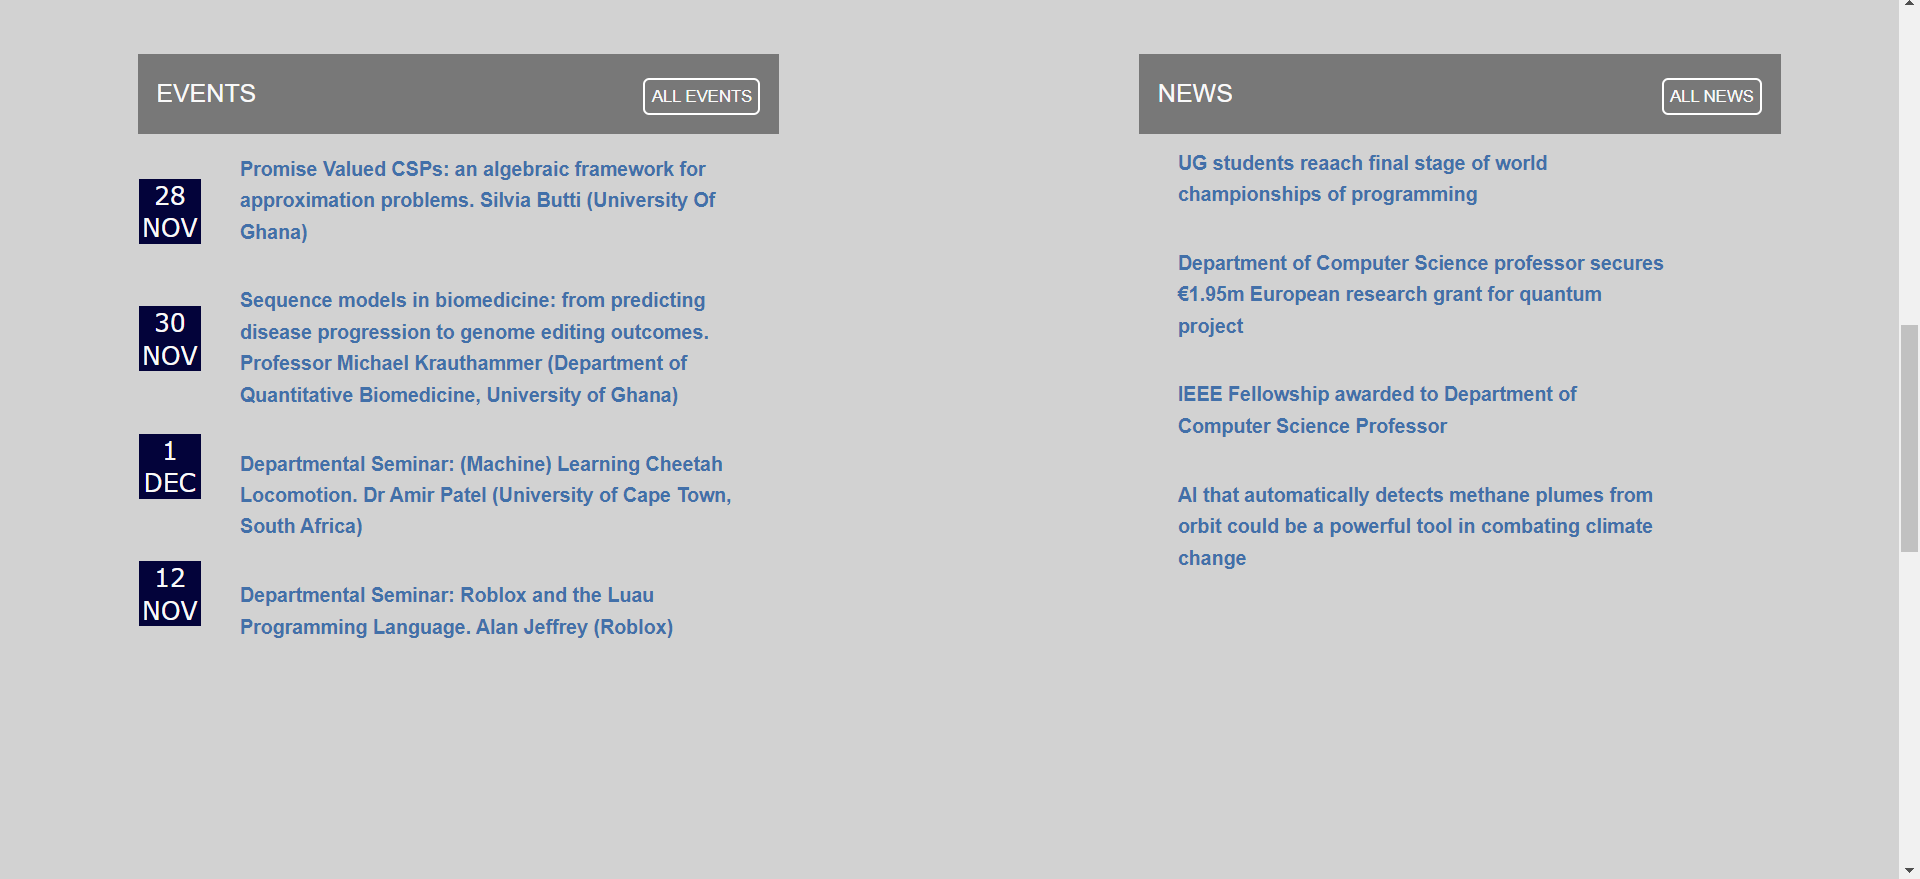 EVENTS
ALL EVENTS
28
NOV
Promise Valued CSPs: an algebraic framework for
approximation problems. Silvia Butti (University Of
Ghana)
30
NOV
Sequence models in biomedicine: from predicting
disease progression to genome editing outcomes.
Professor Michael Krauthammer (Department of
Quantitative Biomedicine, University of Ghana)
1
DEC
Departmental Seminar: (Machine) Learning Cheetah
Locomotion. Dr Amir Patel (University of Cape Town,
South Africa)
12
NOV
Departmental Seminar: Roblox and the Luau
Programming Language. Alan Jeffrey (Roblox)
NEWS
ALL NEWS
UG students reaach final stage of world
championships of programming
Department of Computer Science professor secures
€1.95m European research grant for quantum
project
IEEE Fellowship awarded to Department of
Computer Science Professor
AI that automatically detects methane plumes from
orbit could be a powerful tool in combating climate
change